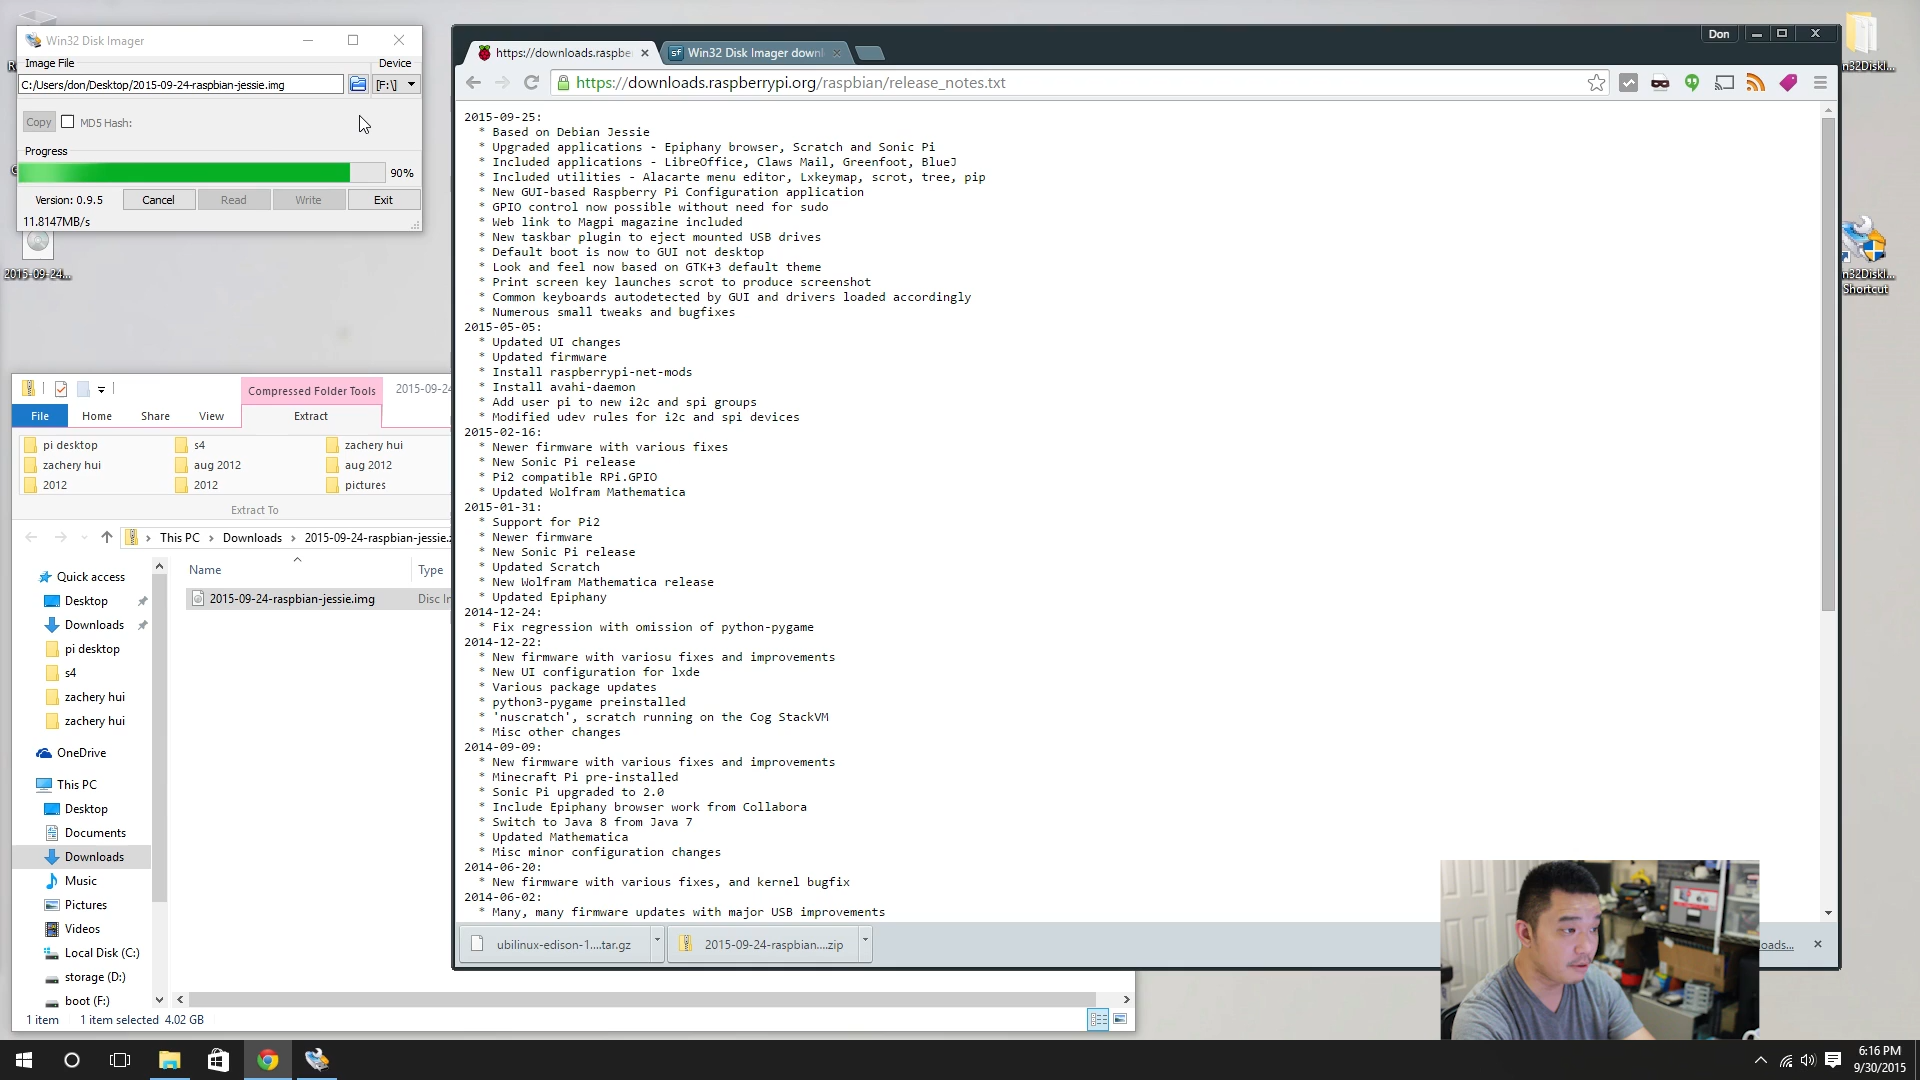 Win32 Disk Imager
Image File
Device
C:/Users/don/Desktop/2015-09-24-raspbian-jessie.img
[F:\]
Copy
MD5 Hash:
Progress
90%
Version: 0.9.5
Cancel
Read
Write
Exit
11.8147MB/s
2015-09-24...
Compressed Folder Tools
2015-09-24
File
Home
Share
View
Extract
pi desktop
s4
zachery hui
zachery hui
aug 2012
aug 2012
2012
2012
pictures
Extract To
This PC
Downloads
2015-09-24-raspbian-jessie.z
Name
Type
Quick access
2015-09-24-raspbian-jessie.img
Disc Im
Desktop
Downloads
pi desktop
s4
zachery hui
zachery hui
OneDrive
This PC
Desktop
Documents
Downloads
Music
Pictures
Videos
Local Disk (C:)
storage (D:)
boot (F:)
1 item
1 item selected 4.02 GB
https://downloads.raspbe
Win32 Disk Imager downl
Don
https://downloads.raspberrypi.org/raspbian/release_notes.txt
2015-09-25:
* Based on Debian Jessie
* Upgraded applications - Epiphany browser, Scratch and Sonic Pi
* Included applications - LibreOffice, Claws Mail, Greenfoot, BlueJ
* Included utilities - Alacarte menu editor, Lxkeymap, scrot, tree, pip
* New GUI-based Raspberry Pi Configuration application
* GPIO control now possible without need for sudo
* Web link to Magpi magazine included
* New taskbar plugin to eject mounted USB drives
* Default boot is now to GUI not desktop
* Look and feel now based on GTK+3 default theme
* Print screen key launches scrot to produce screenshot
* Common keyboards autodetected by GUI and drivers loaded accordingly
* Numerous small tweaks and bugfixes
2015-05-05:
* Updated UI changes
* Updated firmware
* Install raspberrypi-net-mods
* Install avahi-daemon
* Add user pi to new i2c and spi groups
* Modified udev rules for i2c and spi devices
2015-02-16:
* Newer firmware with various fixes
* New Sonic Pi release
* Pi2 compatible RPi.GPIO
* Updated Wolfram Mathematica
2015-01-31:
* Support for Pi2
* Newer firmware
* New Sonic Pi release
* Updated Scratch
* New Wolfram Mathematica release
* Updated Epiphany
2014-12-24:
* Fix regression with omission of python-pygame
2014-12-22:
* New firmware with variosu fixes and improvements
* New UI configuration for lxde
* Various package updates
* python3-pygame preinstalled
* 'nuscratch', scratch running on the Cog StackVM
* Misc other changes
2014-09-09:
* New firmware with various fixes and improvements
* Minecraft Pi pre-installed
* Sonic Pi upgraded to 2.0
* Include Epiphany browser work from Collabora
* Switch to Java 8 from Java 7
* Updated Mathematica
* Misc minor configuration changes
2014-06-20:
* New firmware with various fixes, and kernel bugfix
2014-06-02:
* Many, many firmware updates with major USB improvements
ubilinux-edison-1....tar.gz
2015-09-24-raspbian....zip
oads...
n32DiskI...
n32DiskI...
Shortcut
6:16 PM
9/30/2015